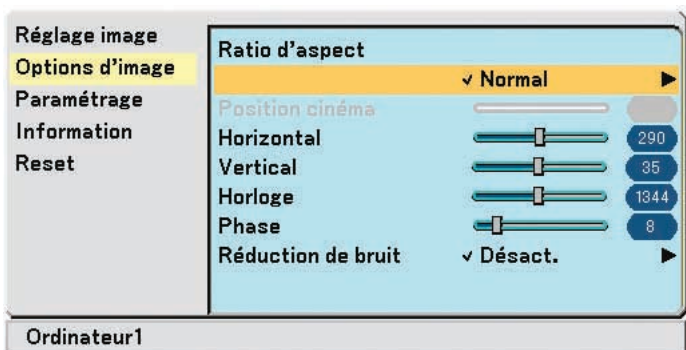 Réglage image
Options d'image
Paramétrage
Information
Reset
Ratio d'aspect
✓ Normal
Position cinéma
Horizontal 290
Vertical 35
Horloge 1344
Phase 8
Réduction de bruit ✓ Désact.
Ordinateur1